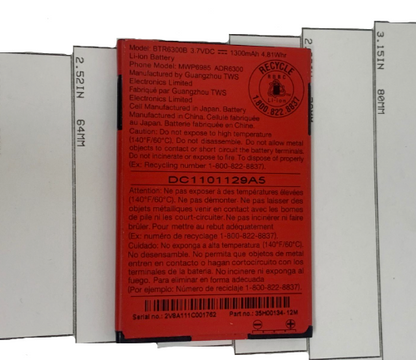 Model: BTR6300B 3.7VDC 1300mAh 4.81Whr
Li-Ion Battery
Phone Model: MWP6985 ADR6300
Manufactured by Guangzhou TWS
Electronics Limited
Fabriqué par Guangzhou TWS
Electronics Limited
Cell Manufactured in Japan, Battery
Manufactured in China. Cellule fabriquée
au Japan, Batterie fabriquée en Chine.
Caution: Do not expose to high temperature
(140°F/60°C). Do not disassemble. Do not allow metal
objects to contact or short circuit the battery terminals.
Do not incinerate or expose to fire. To dispose of properly
(Ex: Recycling number 1-800-822-8837)
RECYCLE
Li-ion
1.800.822.8837
DC1101129A5
Attention: Ne pas exposer à des températures élevées
(140°F/60°C). Ne pas démonter. Ne pas laisser des
objets métalliques venir en contact avec les bornes
de pile ni les court-circuiter. Ne pas incinérer ni faire
brûler. Pour mettre au rebut adéquatement
(Ex: numéro de recyclage 1-800-822-8837)
Cuidado: No exponga a alta temperatura (140°F/60°C).
No desensamble. No permita que objetos de metal
entren en contacto o hagan cortocircuito con los
terminales de la batería. No incinere ni exponga al
fuego. Para eliminar en forma adecuada
(Por ejemplo: Número de reciclaje 1-800-822-8837)
Serial no.: 2V6A111C001762 Part no.: 35H00134-13M
2.52IN
64MM
3.15IN
80MM